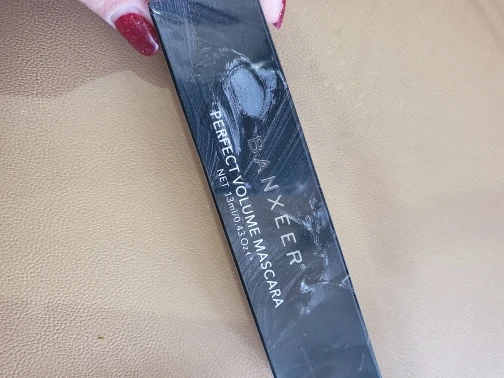 BANXEER®
PERFECT VOLUME MASCARA
NET 13ml/0.43 Oz ℮